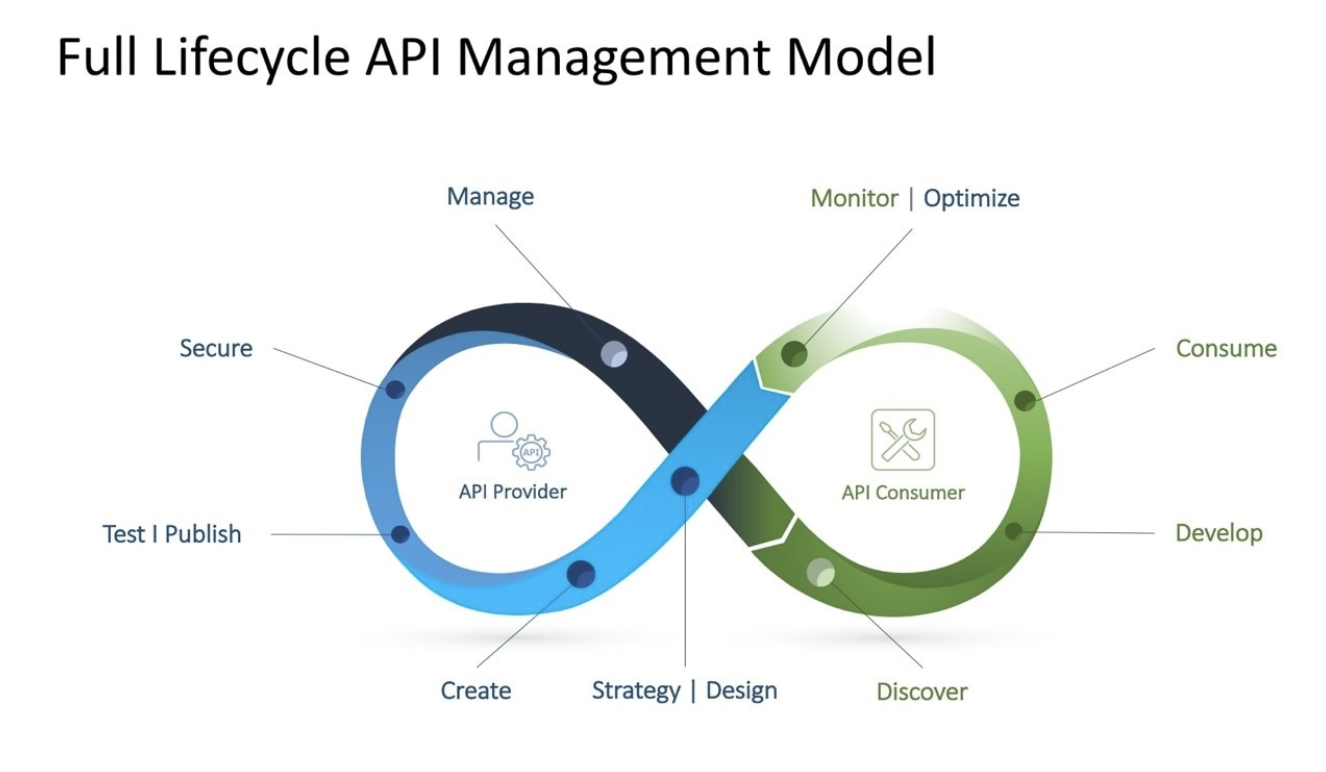 Full Lifecycle API Management Model
Manage
Monitor | Optimize
Secure
Consume
API
API Provider
API Consumer
Test I Publish
Develop
Create
Strategy | Design
Discover